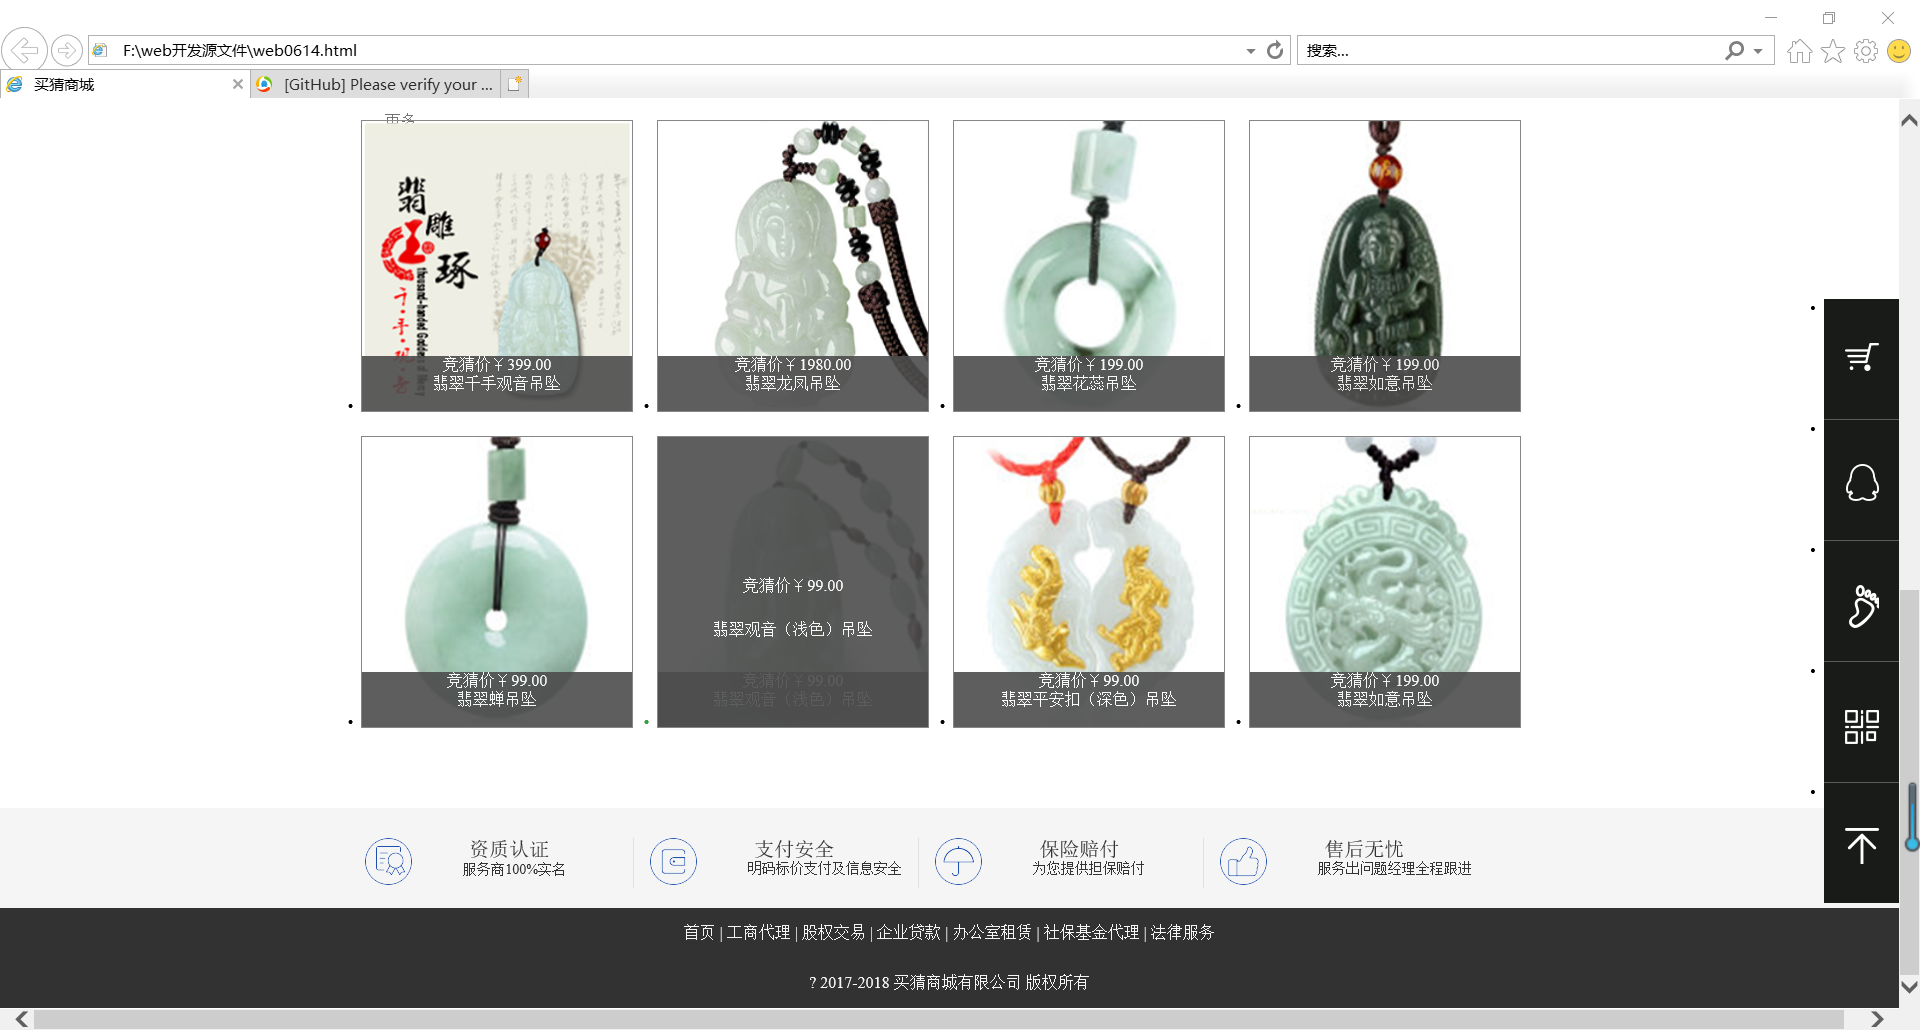 F:\web开发源文件\web0614.html
搜索...
买猜商城
[GitHub] Please verify your ...
更多
翡
雕
玉
琢
千·手·观·音
竞猜价￥399.00
翡翠千手观音吊坠
竞猜价￥1980.00
翡翠龙凤吊坠
竞猜价￥199.00
翡翠花蕊吊坠
竞猜价￥199.00
翡翠如意吊坠
竞猜价￥99.00
翡翠蝉吊坠
竞猜价￥99.00
翡翠观音（浅色）吊坠
竞猜价￥99.00
翡翠观音（浅色）吊坠
竞猜价￥99.00
翡翠平安扣（深色）吊坠
竞猜价￥199.00
翡翠如意吊坠
资质认证
服务商100%实名
支付安全
明码标价支付及信息安全
保险赔付
为您提供担保赔付
售后无忧
服务出问题经理全程跟进
首页 | 工商代理 | 股权交易 | 企业贷款 | 办公室租赁 | 社保基金代理 | 法律服务
? 2017-2018 买猜商城有限公司 版权所有